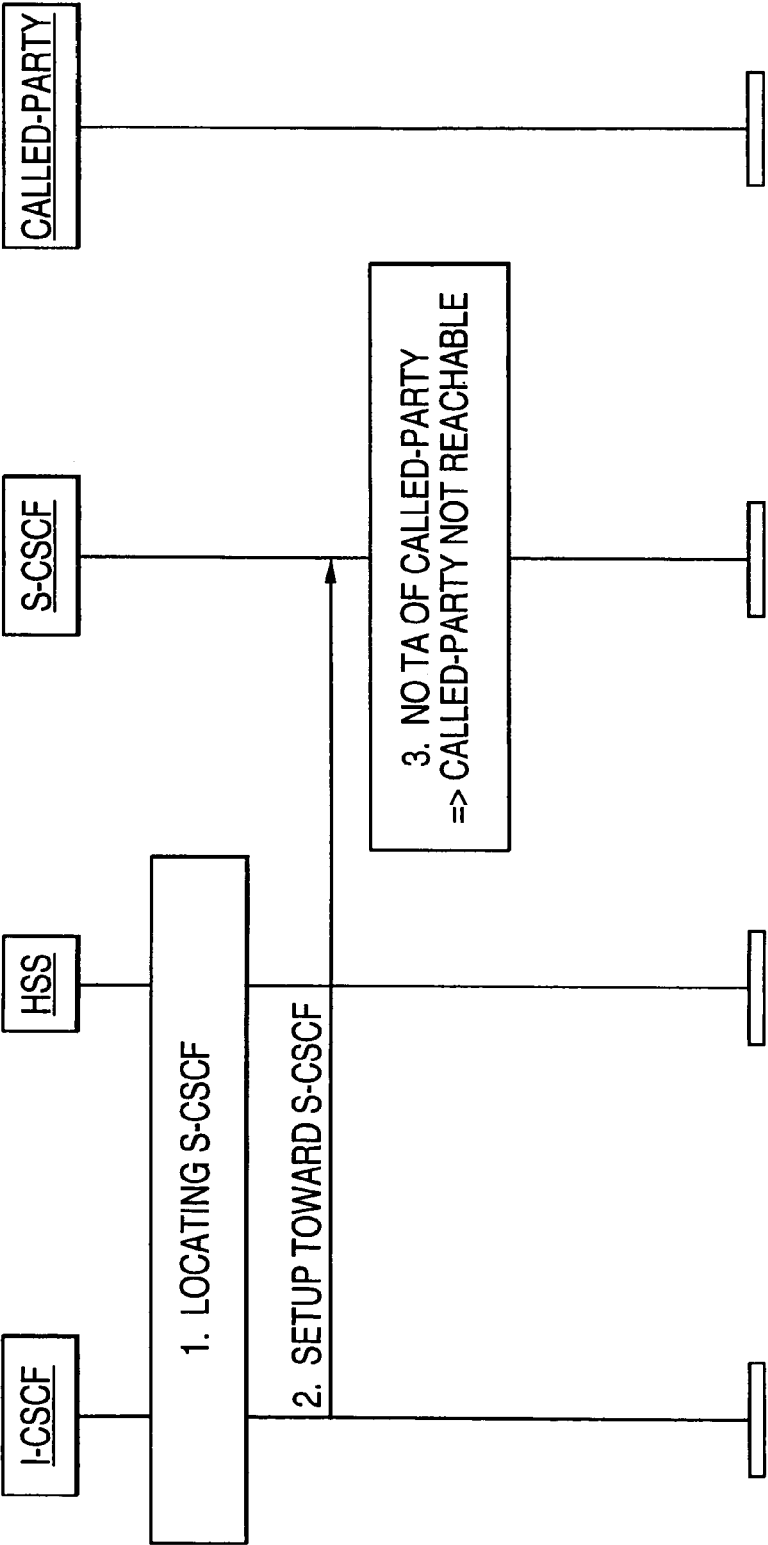 I-CSCF
HSS
S-CSCF
CALLED-PARTY
1. LOCATING S-CSCF
2. SETUP TOWARD S-CSCF
3. NO TA OF CALLED-PARTY
=> CALLED-PARTY NOT REACHABLE